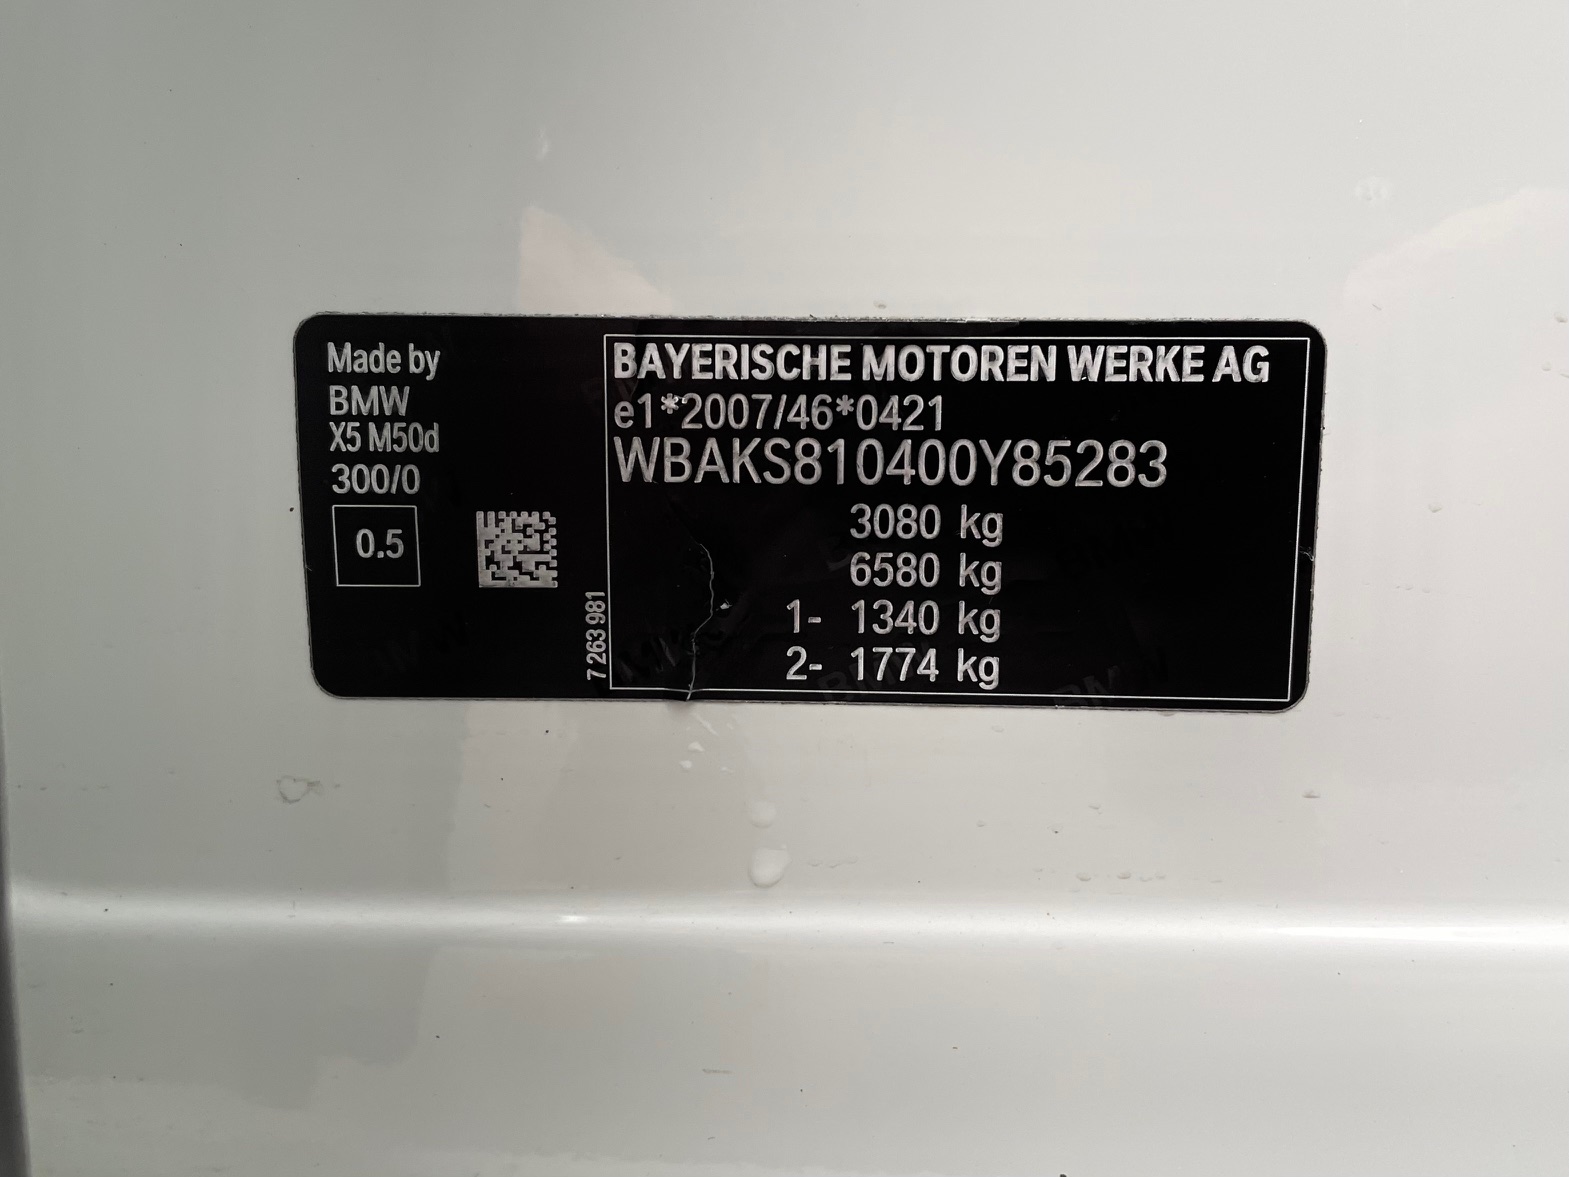 Made by
BMW
X5 M50d
300/0
0.5
7 263 981
BAYERISCHE MOTOREN WERKE AG
e1*2007/46*0421
WBAKS810400Y85283
3080 kg
6580 kg
1- 1340 kg
2- 1774 kg